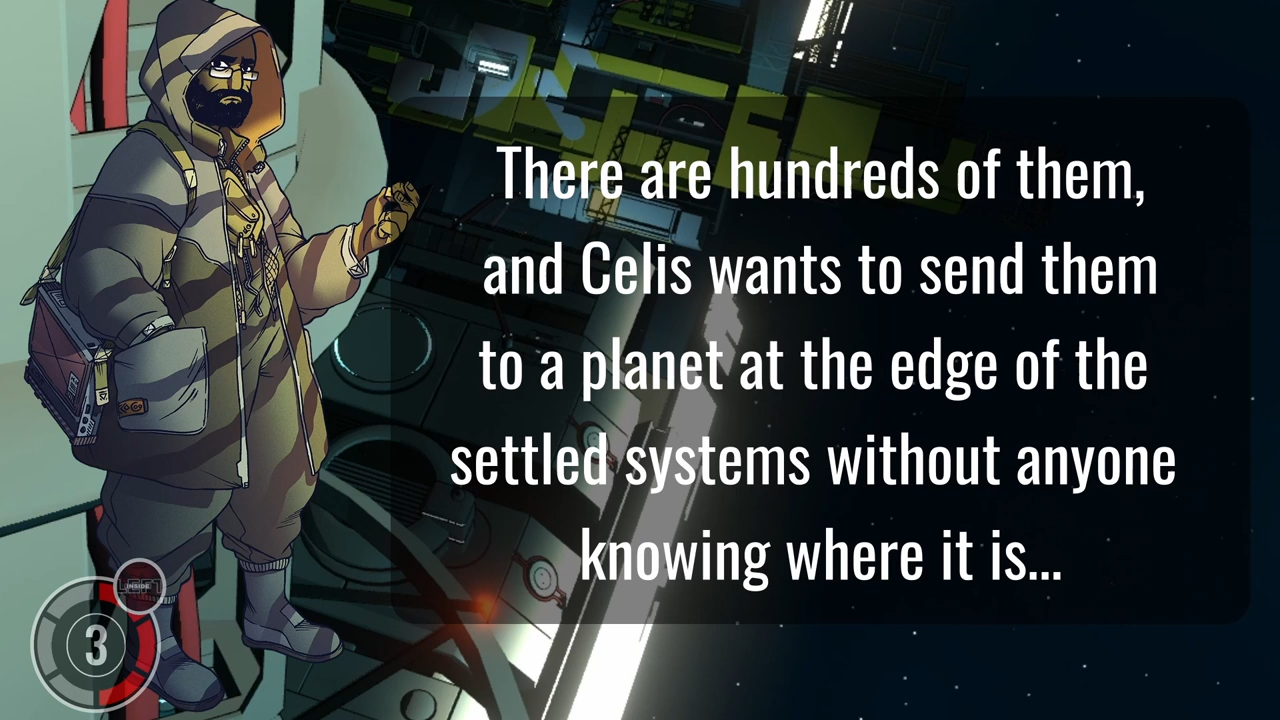 There are hundreds of them,
and Celis wants to send them
to a planet at the edge of the
settled systems without anyone
knowing where it is...
3
INSIDE